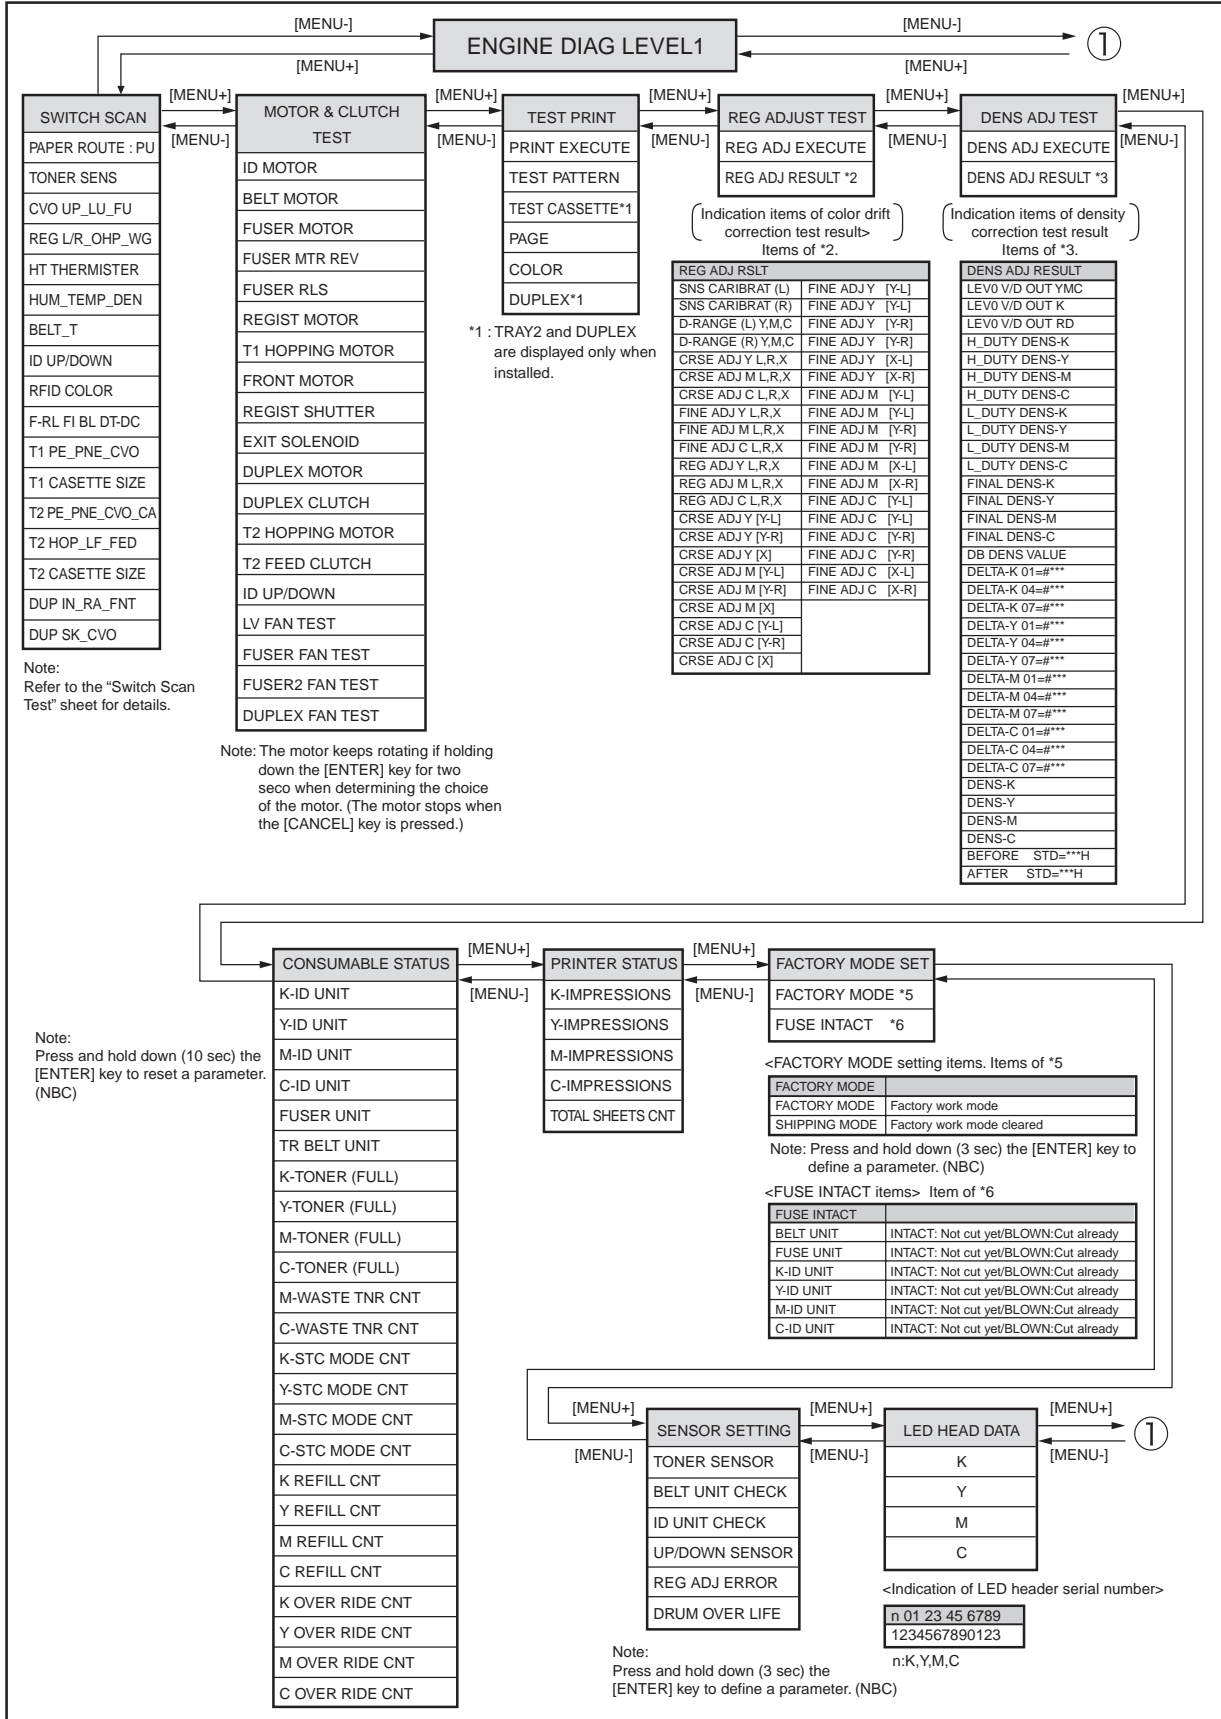 [MENU-]
[MENU-]
ENGINE DIAG LEVEL1
①
[MENU+]
[MENU+]
[MENU+]
[MENU+]
[MENU+]
[MENU+]
[MENU+]
[MENU-]
[MENU-]
[MENU-]
[MENU-]
[MENU-]
SWITCH SCAN
PAPER ROUTE : PU
TONER SENS
CVO UP_LU_FU
REG L/R_OHP_WG
HT THERMISTER
HUM_TEMP_DEN
BELT_T
ID UP/DOWN
RFID COLOR
F-RL FI BL DT-DC
T1 PE_PNE_CVO
T1 CASETTE SIZE
T2 PE_PNE_CVO_CA
T2 HOP_LF_FED
T2 CASETTE SIZE
DUP IN_RA_FNT
DUP SK_CVO
Note:
Refer to the “Switch Scan
Test” sheet for details.
MOTOR & CLUTCH
TEST
ID MOTOR
BELT MOTOR
FUSER MOTOR
FUSER MTR REV
FUSER RLS
REGIST MOTOR
T1 HOPPING MOTOR
FRONT MOTOR
REGIST SHUTTER
EXIT SOLENOID
DUPLEX MOTOR
DUPLEX CLUTCH
T2 HOPPING MOTOR
T2 FEED CLUTCH
ID UP/DOWN
LV FAN TEST
FUSER FAN TEST
FUSER2 FAN TEST
DUPLEX FAN TEST
Note: The motor keeps rotating if holding
down the [ENTER] key for two
seco when determining the choice
of the motor. (The motor stops when
the [CANCEL] key is pressed.)
TEST PRINT
PRINT EXECUTE
TEST PATTERN
TEST CASSETTE*1
PAGE
COLOR
DUPLEX*1
*1 : TRAY2 and DUPLEX
are displayed only when
installed.
REG ADJUST TEST
REG ADJ EXECUTE
REG ADJ RESULT *2
Indication items of color drift
correction test result>
Items of *2.
REG ADJ RSLT
SNS CARIBRAT (L) FINE ADJ Y [Y-L]
SNS CARIBRAT (R) FINE ADJ Y [Y-L]
D-RANGE (L) Y,M,C FINE ADJ Y [Y-R]
D-RANGE (R) Y,M,C FINE ADJ Y [Y-R]
CRSE ADJ Y L,R,X FINE ADJ Y [X-L]
CRSE ADJ M L,R,X FINE ADJ Y [X-R]
CRSE ADJ C L,R,X FINE ADJ M [Y-L]
FINE ADJ Y L,R,X FINE ADJ M [Y-L]
FINE ADJ M L,R,X FINE ADJ M [Y-R]
FINE ADJ C L,R,X FINE ADJ M [Y-R]
REG ADJ Y L,R,X FINE ADJ M [X-L]
REG ADJ M L,R,X FINE ADJ M [X-R]
REG ADJ C L,R,X FINE ADJ C [Y-L]
CRSE ADJ Y [Y-L] FINE ADJ C [Y-L]
CRSE ADJ Y [Y-R] FINE ADJ C [Y-R]
CRSE ADJ Y [X] FINE ADJ C [Y-R]
CRSE ADJ M [Y-L] FINE ADJ C [X-L]
CRSE ADJ M [Y-R] FINE ADJ C [X-R]
CRSE ADJ M [X]
CRSE ADJ C [Y-L]
CRSE ADJ C [Y-R]
CRSE ADJ C [X]
DENS ADJ TEST
DENS ADJ EXECUTE
DENS ADJ RESULT *3
Indication items of density
correction test result
Items of *3.
DENS ADJ RESULT
LEV0 V/D OUT YMC
LEV0 V/D OUT K
LEV0 V/D OUT RD
H_DUTY DENS-K
H_DUTY DENS-Y
H_DUTY DENS-M
H_DUTY DENS-C
L_DUTY DENS-K
L_DUTY DENS-Y
L_DUTY DENS-M
L_DUTY DENS-C
FINAL DENS-K
FINAL DENS-Y
FINAL DENS-M
FINAL DENS-C
DB DENS VALUE
DELTA-K 01=#***
DELTA-K 04=#***
DELTA-K 07=#***
DELTA-Y 01=#***
DELTA-Y 04=#***
DELTA-Y 07=#***
DELTA-M 01=#***
DELTA-M 04=#***
DELTA-M 07=#***
DELTA-C 01=#***
DELTA-C 04=#***
DELTA-C 07=#***
DENS-K
DENS-Y
DENS-M
DENS-C
BEFORE STD=***H
AFTER STD=***H
Note:
Press and hold down (10 sec) the
[ENTER] key to reset a parameter.
(NBC)
CONSUMABLE STATUS
K-ID UNIT
Y-ID UNIT
M-ID UNIT
C-ID UNIT
FUSER UNIT
TR BELT UNIT
K-TONER (FULL)
Y-TONER (FULL)
M-TONER (FULL)
C-TONER (FULL)
M-WASTE TNR CNT
C-WASTE TNR CNT
K-STC MODE CNT
Y-STC MODE CNT
M-STC MODE CNT
C-STC MODE CNT
K REFILL CNT
Y REFILL CNT
M REFILL CNT
C REFILL CNT
K OVER RIDE CNT
Y OVER RIDE CNT
M OVER RIDE CNT
C OVER RIDE CNT
[MENU+]
[MENU-]
PRINTER STATUS
K-IMPRESSIONS
Y-IMPRESSIONS
M-IMPRESSIONS
C-IMPRESSIONS
TOTAL SHEETS CNT
[MENU+]
[MENU-]
FACTORY MODE SET
FACTORY MODE *5
FUSE INTACT *6
<FACTORY MODE setting items. Items of *5
FACTORY MODE
FACTORY MODE Factory work mode
SHIPPING MODE Factory work mode cleared
Note: Press and hold down (3 sec) the [ENTER] key to
define a parameter. (NBC)
<FUSE INTACT items> Item of *6
FUSE INTACT
BELT UNIT INTACT: Not cut yet/BLOWN:Cut already
FUSE UNIT INTACT: Not cut yet/BLOWN:Cut already
K-ID UNIT INTACT: Not cut yet/BLOWN:Cut already
Y-ID UNIT INTACT: Not cut yet/BLOWN:Cut already
M-ID UNIT INTACT: Not cut yet/BLOWN:Cut already
C-ID UNIT INTACT: Not cut yet/BLOWN:Cut already
[MENU+]
[MENU-]
SENSOR SETTING
TONER SENSOR
BELT UNIT CHECK
ID UNIT CHECK
UP/DOWN SENSOR
REG ADJ ERROR
DRUM OVER LIFE
Note:
Press and hold down (3 sec) the
[ENTER] key to define a parameter. (NBC)
[MENU+]
[MENU-]
LED HEAD DATA
K
Y
M
C
[MENU+]
[MENU-]
①
<Indication of LED header serial number>
n 01 23 45 6789
1234567890123
n:K,Y,M,C